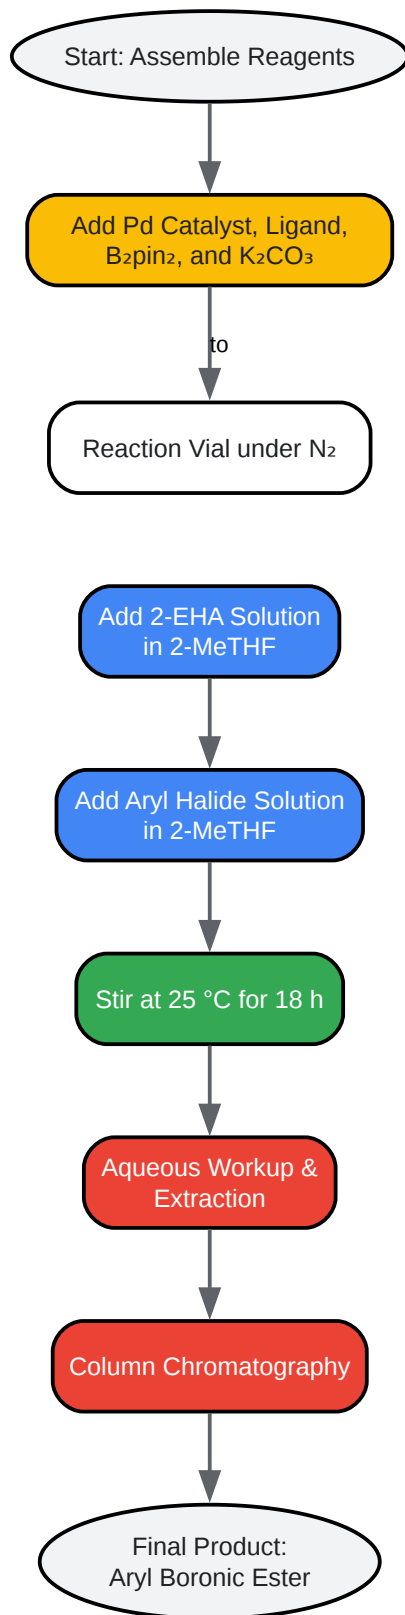 Start: Assemble Reagents
Add Pd Catalyst, Ligand,
B₂pin₂, and K₂CO₃
to
Reaction Vial under N₂
Add 2-EHA Solution
in 2-MeTHF
Add Aryl Halide Solution
in 2-MeTHF
Stir at 25 °C for 18 h
Aqueous Workup &
Extraction
Column Chromatography
Final Product:
Aryl Boronic Ester